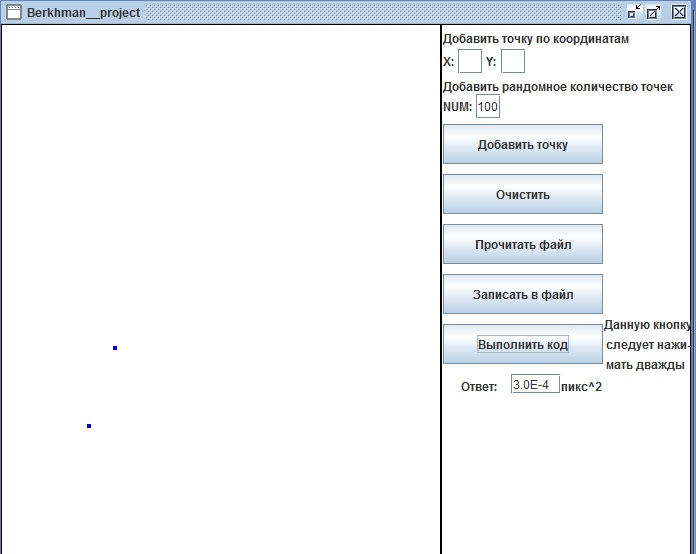 Berkhman__project
Добавить точку по координатам
X: Y:
Добавить рандомное количество точек
NUM: 100
Добавить точку
Очистить
Прочитать файл
Записать в файл
Выполнить код
Данную кнопку
следует нажи-
мать дважды
Ответ: 3.0E-4 пикс^2